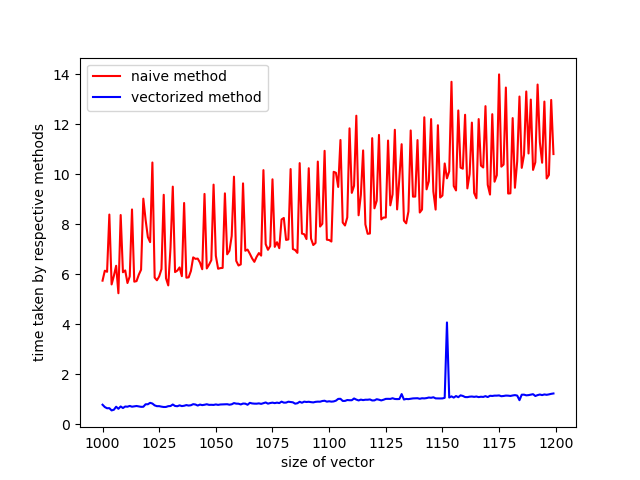 naive method
vectorized method
time taken by respective methods
14
12
10
8
6
4
2
0
1000 1025 1050 1075 1100 1125 1150 1175 1200
size of vector